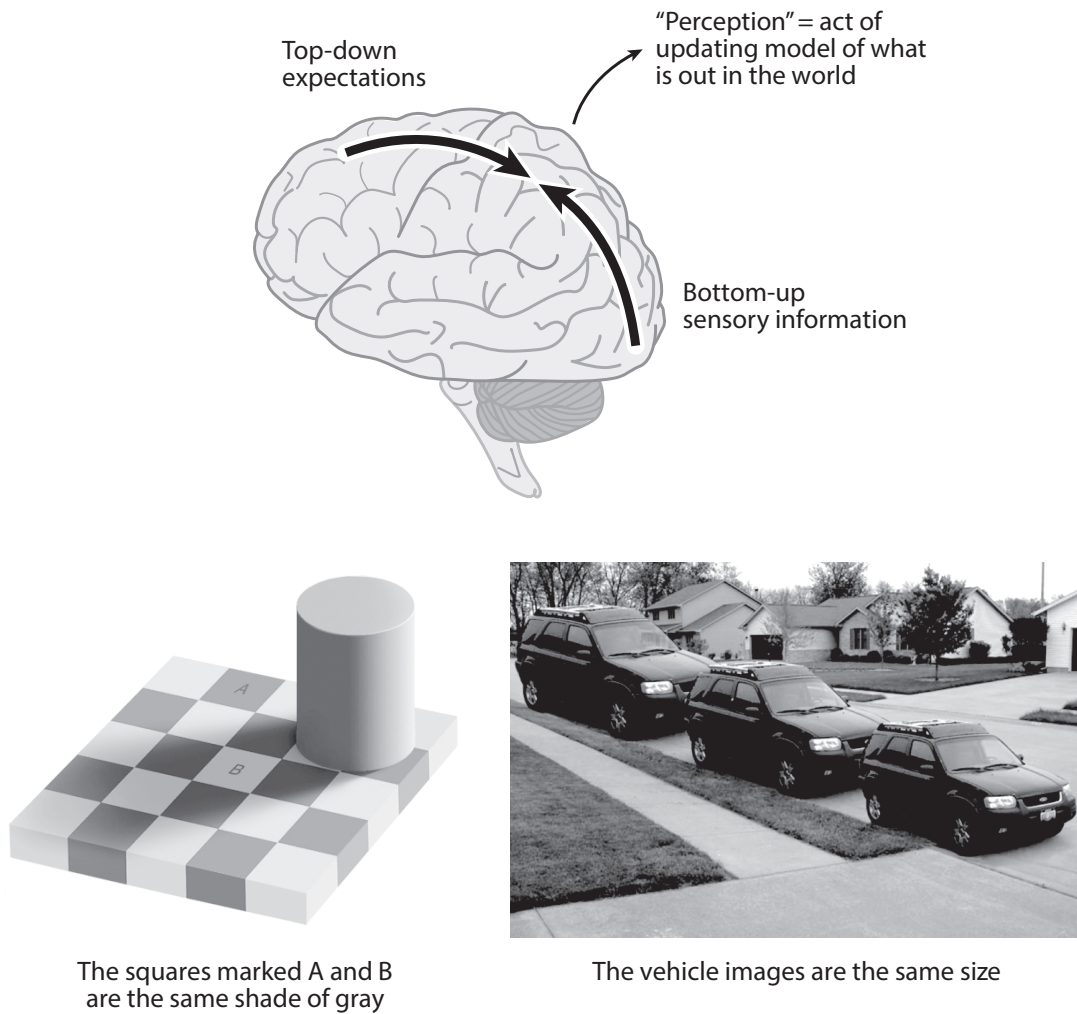 Top-down
expectations
“Perception” = act of
updating model of what
is out in the world
Bottom-up
sensory information
A
B
The squares marked A and B
are the same shade of gray
The vehicle images are the same size